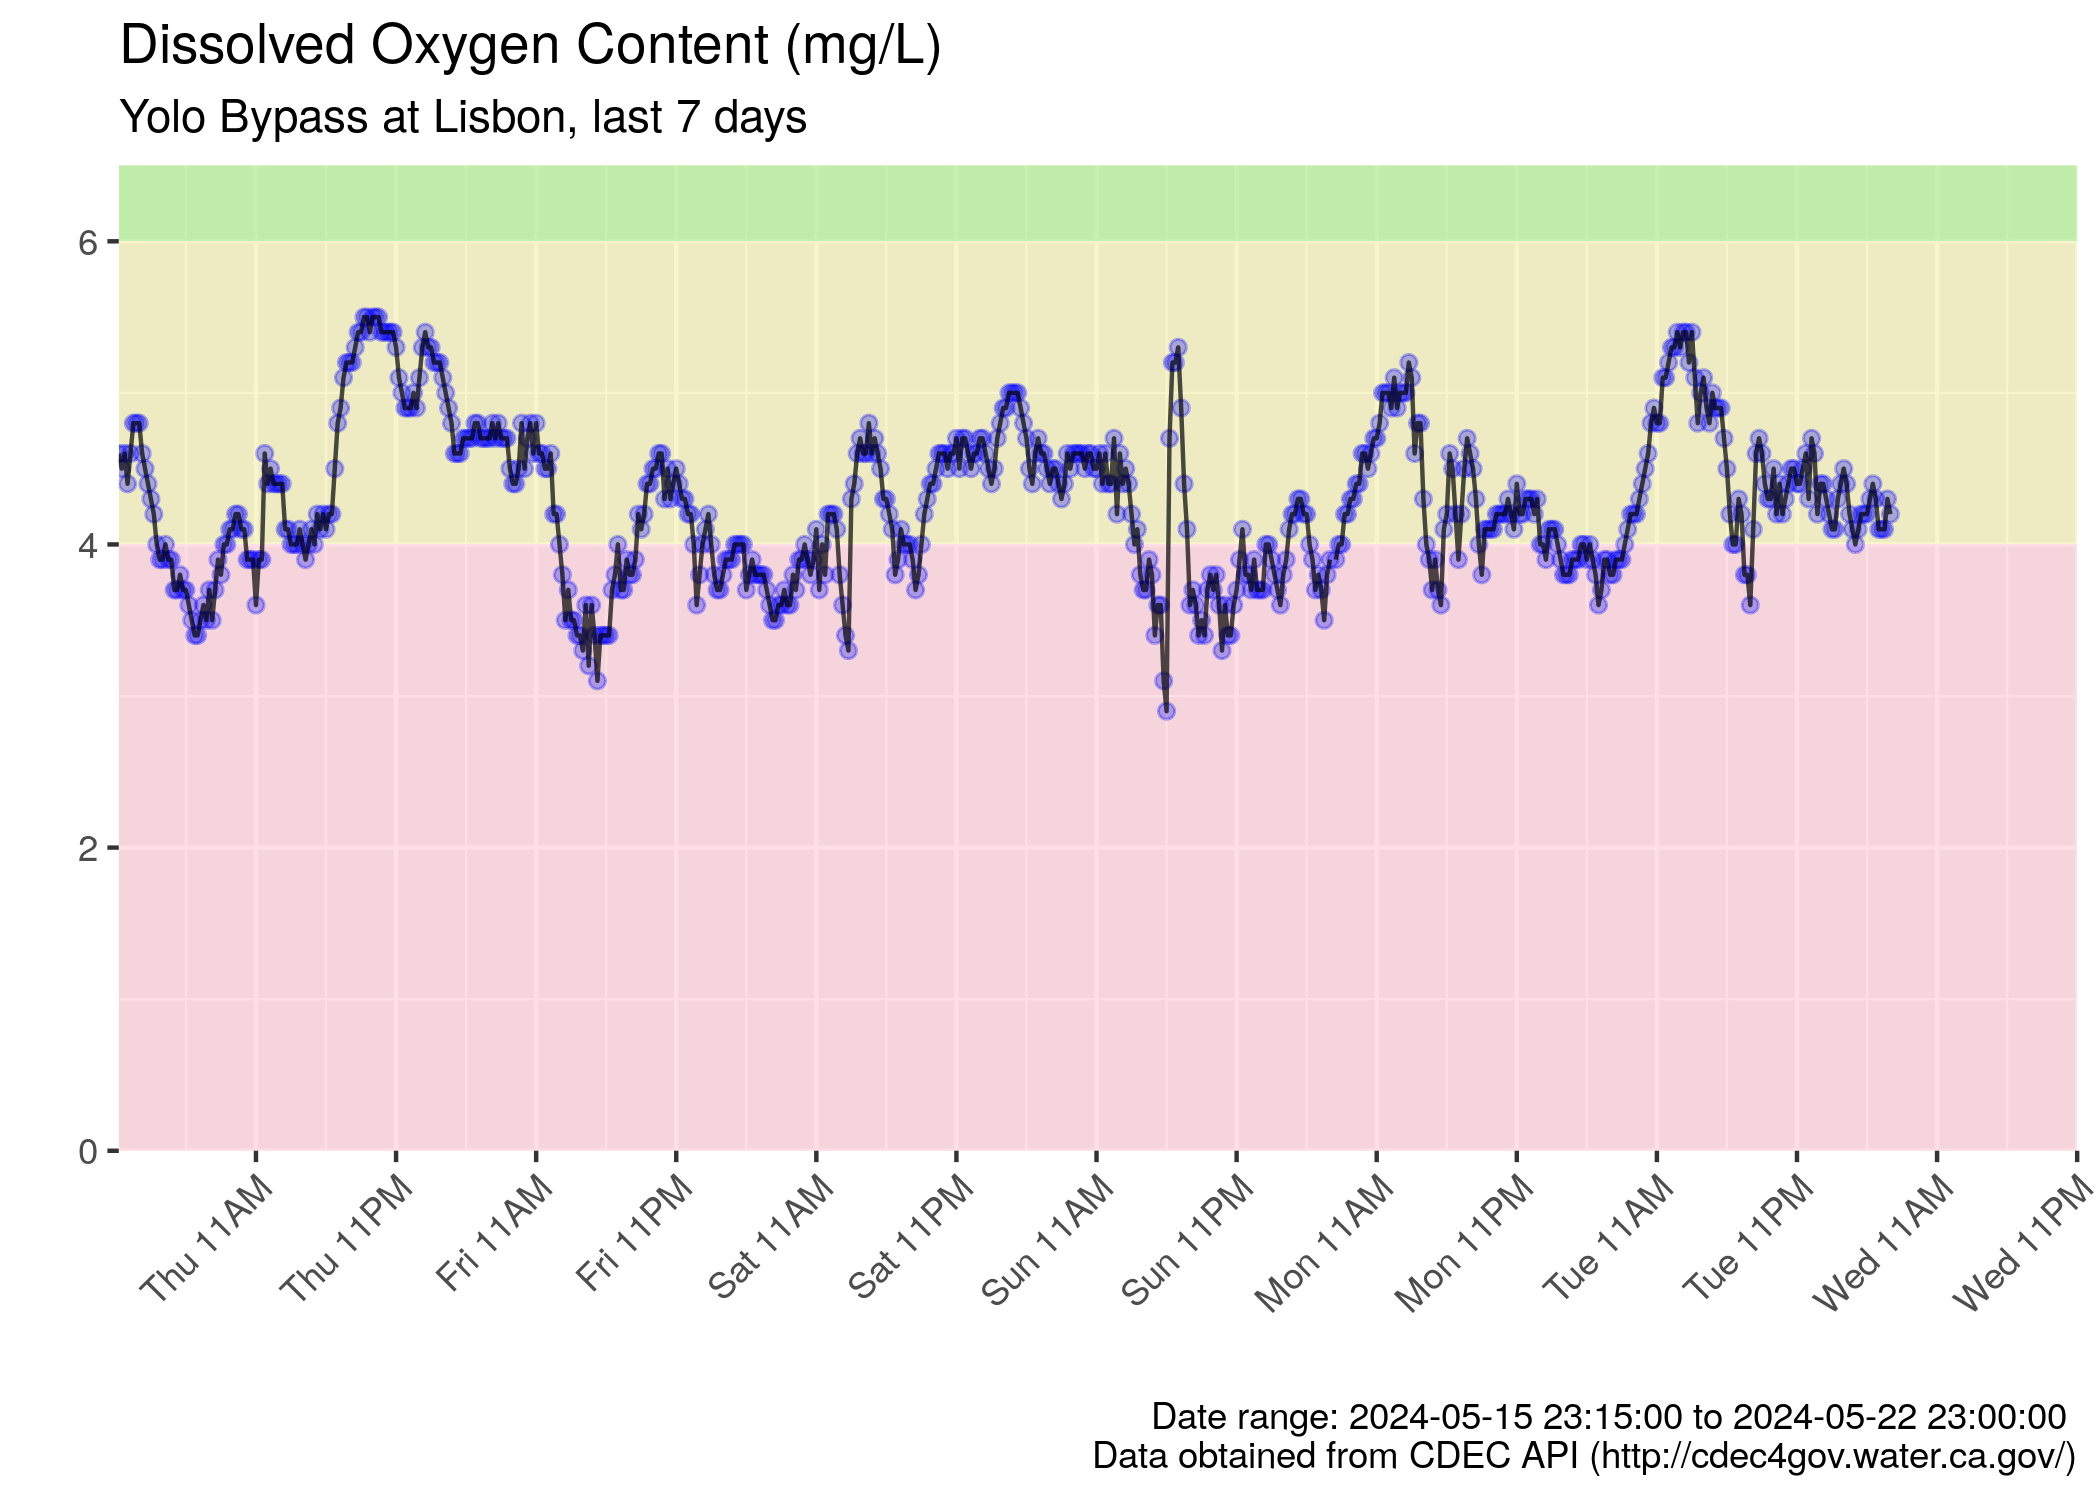 Dissolved Oxygen Content (mg/L)
Yolo Bypass at Lisbon, last 7 days
6
4
2
0
Thu 11AM
Thu 11PM
Fri 11AM
Fri 11PM
Sat 11AM
Sat 11PM
Sun 11AM
Sun 11PM
Mon 11AM
Mon 11PM
Tue 11AM
Tue 11PM
Wed 11AM
Wed 11PM
Date range: 2024-05-15 23:15:00 to 2024-05-22 23:00:00
Data obtained from CDEC API (http://cdec4gov.water.ca.gov/)